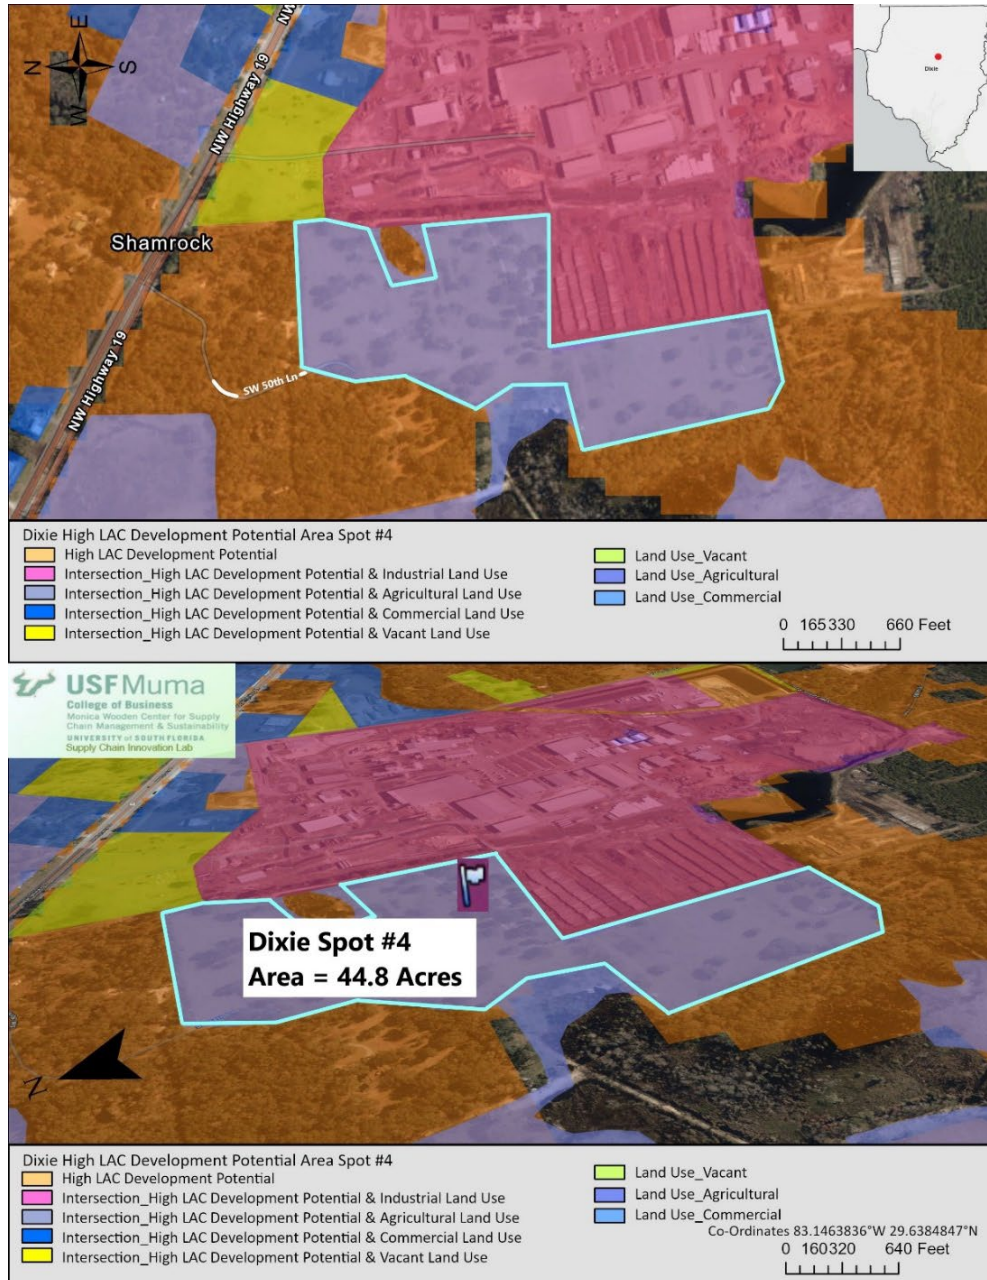 E
N
S
W
NW Highway 19
NW
Dixie
Shamrock
NW Highway 19
SW 50th Ln
Dixie High LAC Development Potential Area Spot #4
High LAC Development Potential
Intersection_High LAC Development Potential & Industrial Land Use
Intersection_High LAC Development Potential & Agricultural Land Use
Intersection_High LAC Development Potential & Commercial Land Use
Intersection_High LAC Development Potential & Vacant Land Use
Land Use_Vacant
Land Use_Agricultural
Land Use_Commercial
0 165 330 660 Feet
USF Muma
College of Business
Monica Wooden Center for Supply
Chain Management & Sustainability
UNIVERSITY of SOUTH FLORIDA
Supply Chain Innovation Lab
Dixie Spot #4
Area = 44.8 Acres
N
Dixie High LAC Development Potential Area Spot #4
High LAC Development Potential
Intersection_High LAC Development Potential & Industrial Land Use
Intersection_High LAC Development Potential & Agricultural Land Use
Intersection_High LAC Development Potential & Commercial Land Use
Intersection_High LAC Development Potential & Vacant Land Use
Land Use_Vacant
Land Use_Agricultural
Land Use_Commercial
Co-Ordinates 83.1463836°W 29.6384847°N
0 160 320 640 Feet